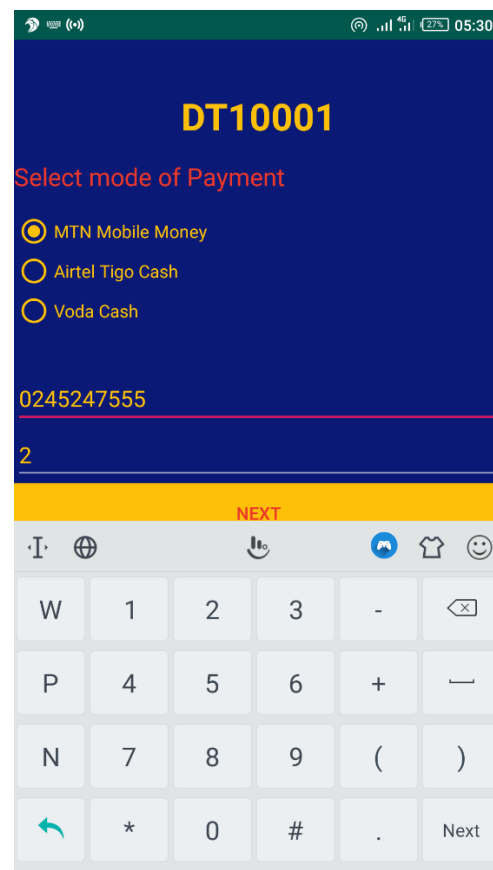 4G 27% 05:30
DT10001
Select mode of Payment
MTN Mobile Money
Airtel Tigo Cash
Voda Cash
0245247555
2
NEXT
W 1 2 3 -
P 4 5 6 +
N 7 8 9 ( )
* 0 # . Next